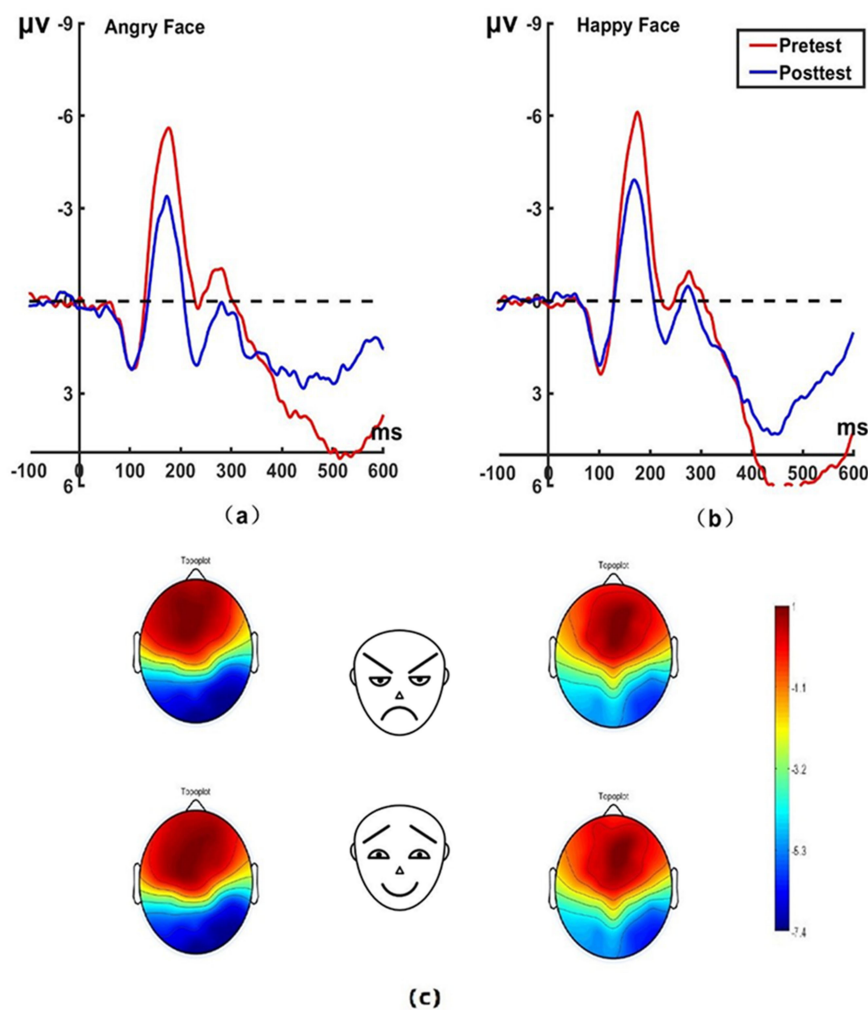 μv
-9
Angry Face
-6
-3
0
3
6
ms
-100 0 100 200 300 400 500 600
(a)
μv
-9
Happy Face
Pretest
Posttest
-6
-3
0
3
6
ms
-100 0 100 200 300 400 500 600
(b)
Topoplot
Topoplot
Topoplot
Topoplot
1
-1.1
-3.2
-5.3
-7.4
(c)